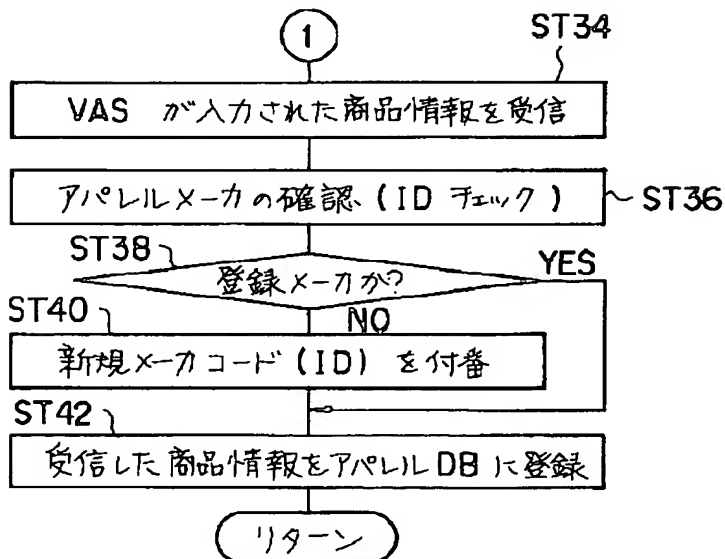 1
ST34
VAS が入力された商品情報を受信
アパレルメーカの確認 (ID チェック)
ST36
ST38
登録メーカか?
YES
NO
ST40
新規メーカコード (ID) を付番
ST42
受信した商品情報をアパレルDBに登録
リターン